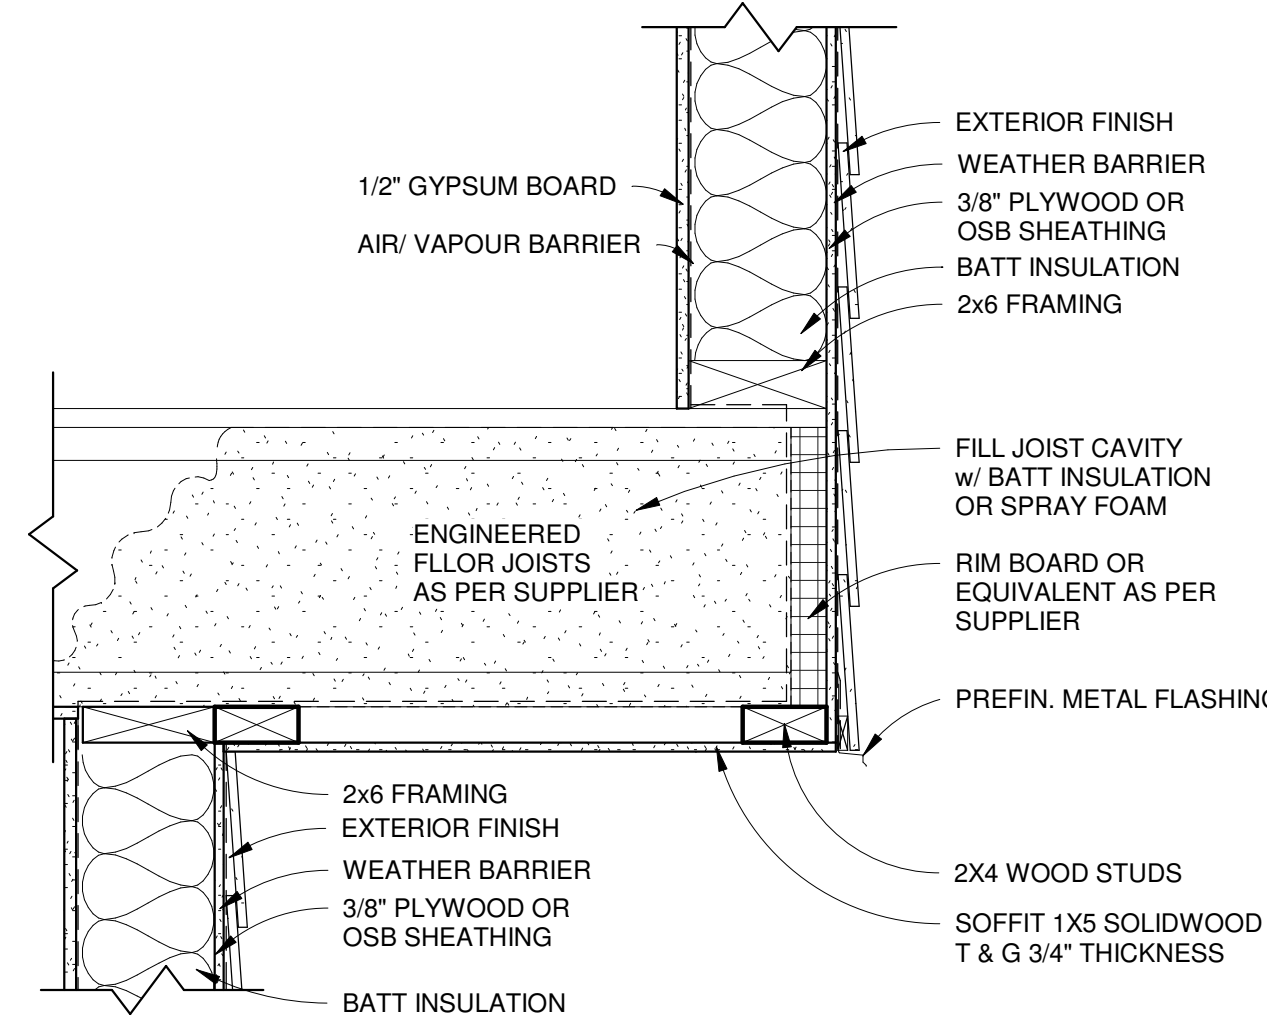 1/2" GYPSUM BOARD
AIR/ VAPOUR BARRIER
EXTERIOR FINISH
WEATHER BARRIER
3/8" PLYWOOD OR
OSB SHEATHING
BATT INSULATION
2x6 FRAMING
FILL JOIST CAVITY
w/ BATT INSULATION
OR SPRAY FOAM
ENGINEERED
FLLOR JOISTS
AS PER SUPPLIER
RIM BOARD OR
EQUIVALENT AS PER
SUPPLIER
PREFIN. METAL FLASHING
2x6 FRAMING
EXTERIOR FINISH
WEATHER BARRIER
3/8" PLYWOOD OR
OSB SHEATHING
BATT INSULATION
2X4 WOOD STUDS
SOFFIT 1X5 SOLIDWOOD
T & G 3/4" THICKNESS